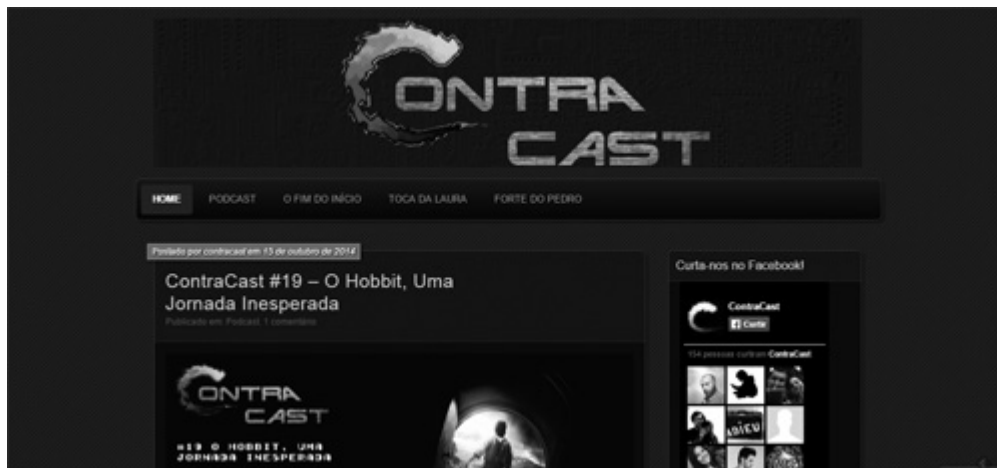 CONTRA
CAST
HOME PODCAST O FIM DO INÍCIO TOCA DA LAURA FORTE DO PEDRO
Postado por contracast em 15 de outubro de 2014
ContraCast #19 – O Hobbit, Uma
Jornada Inesperada
Publicado em: Podcast. 1 comentário
CONTRA
CAST
#19 O HOBBIT, UMA
JORNADA INESPERADA
Curta-nos no Facebook!
ContraCast
Curtir
154 pessoas curtiram ContraCast